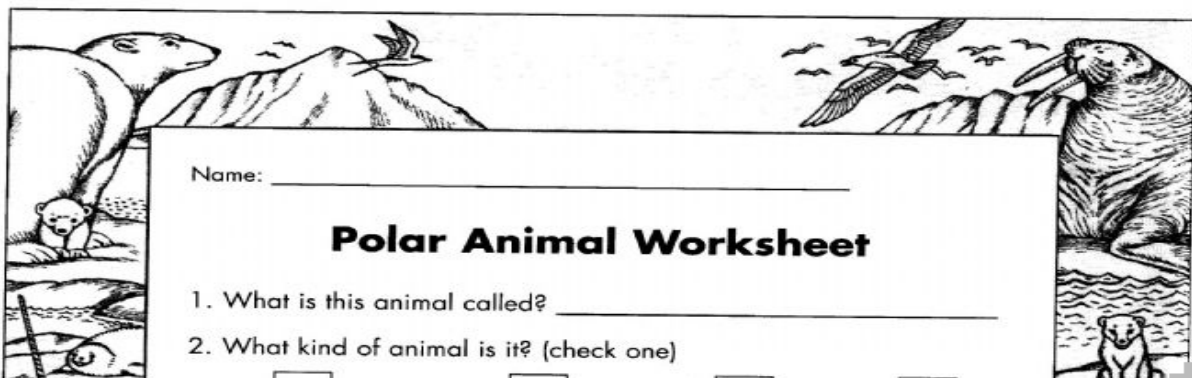 Name:
Polar Animal Worksheet
1. What is this animal called?
2. What kind of animal is it? (check one)